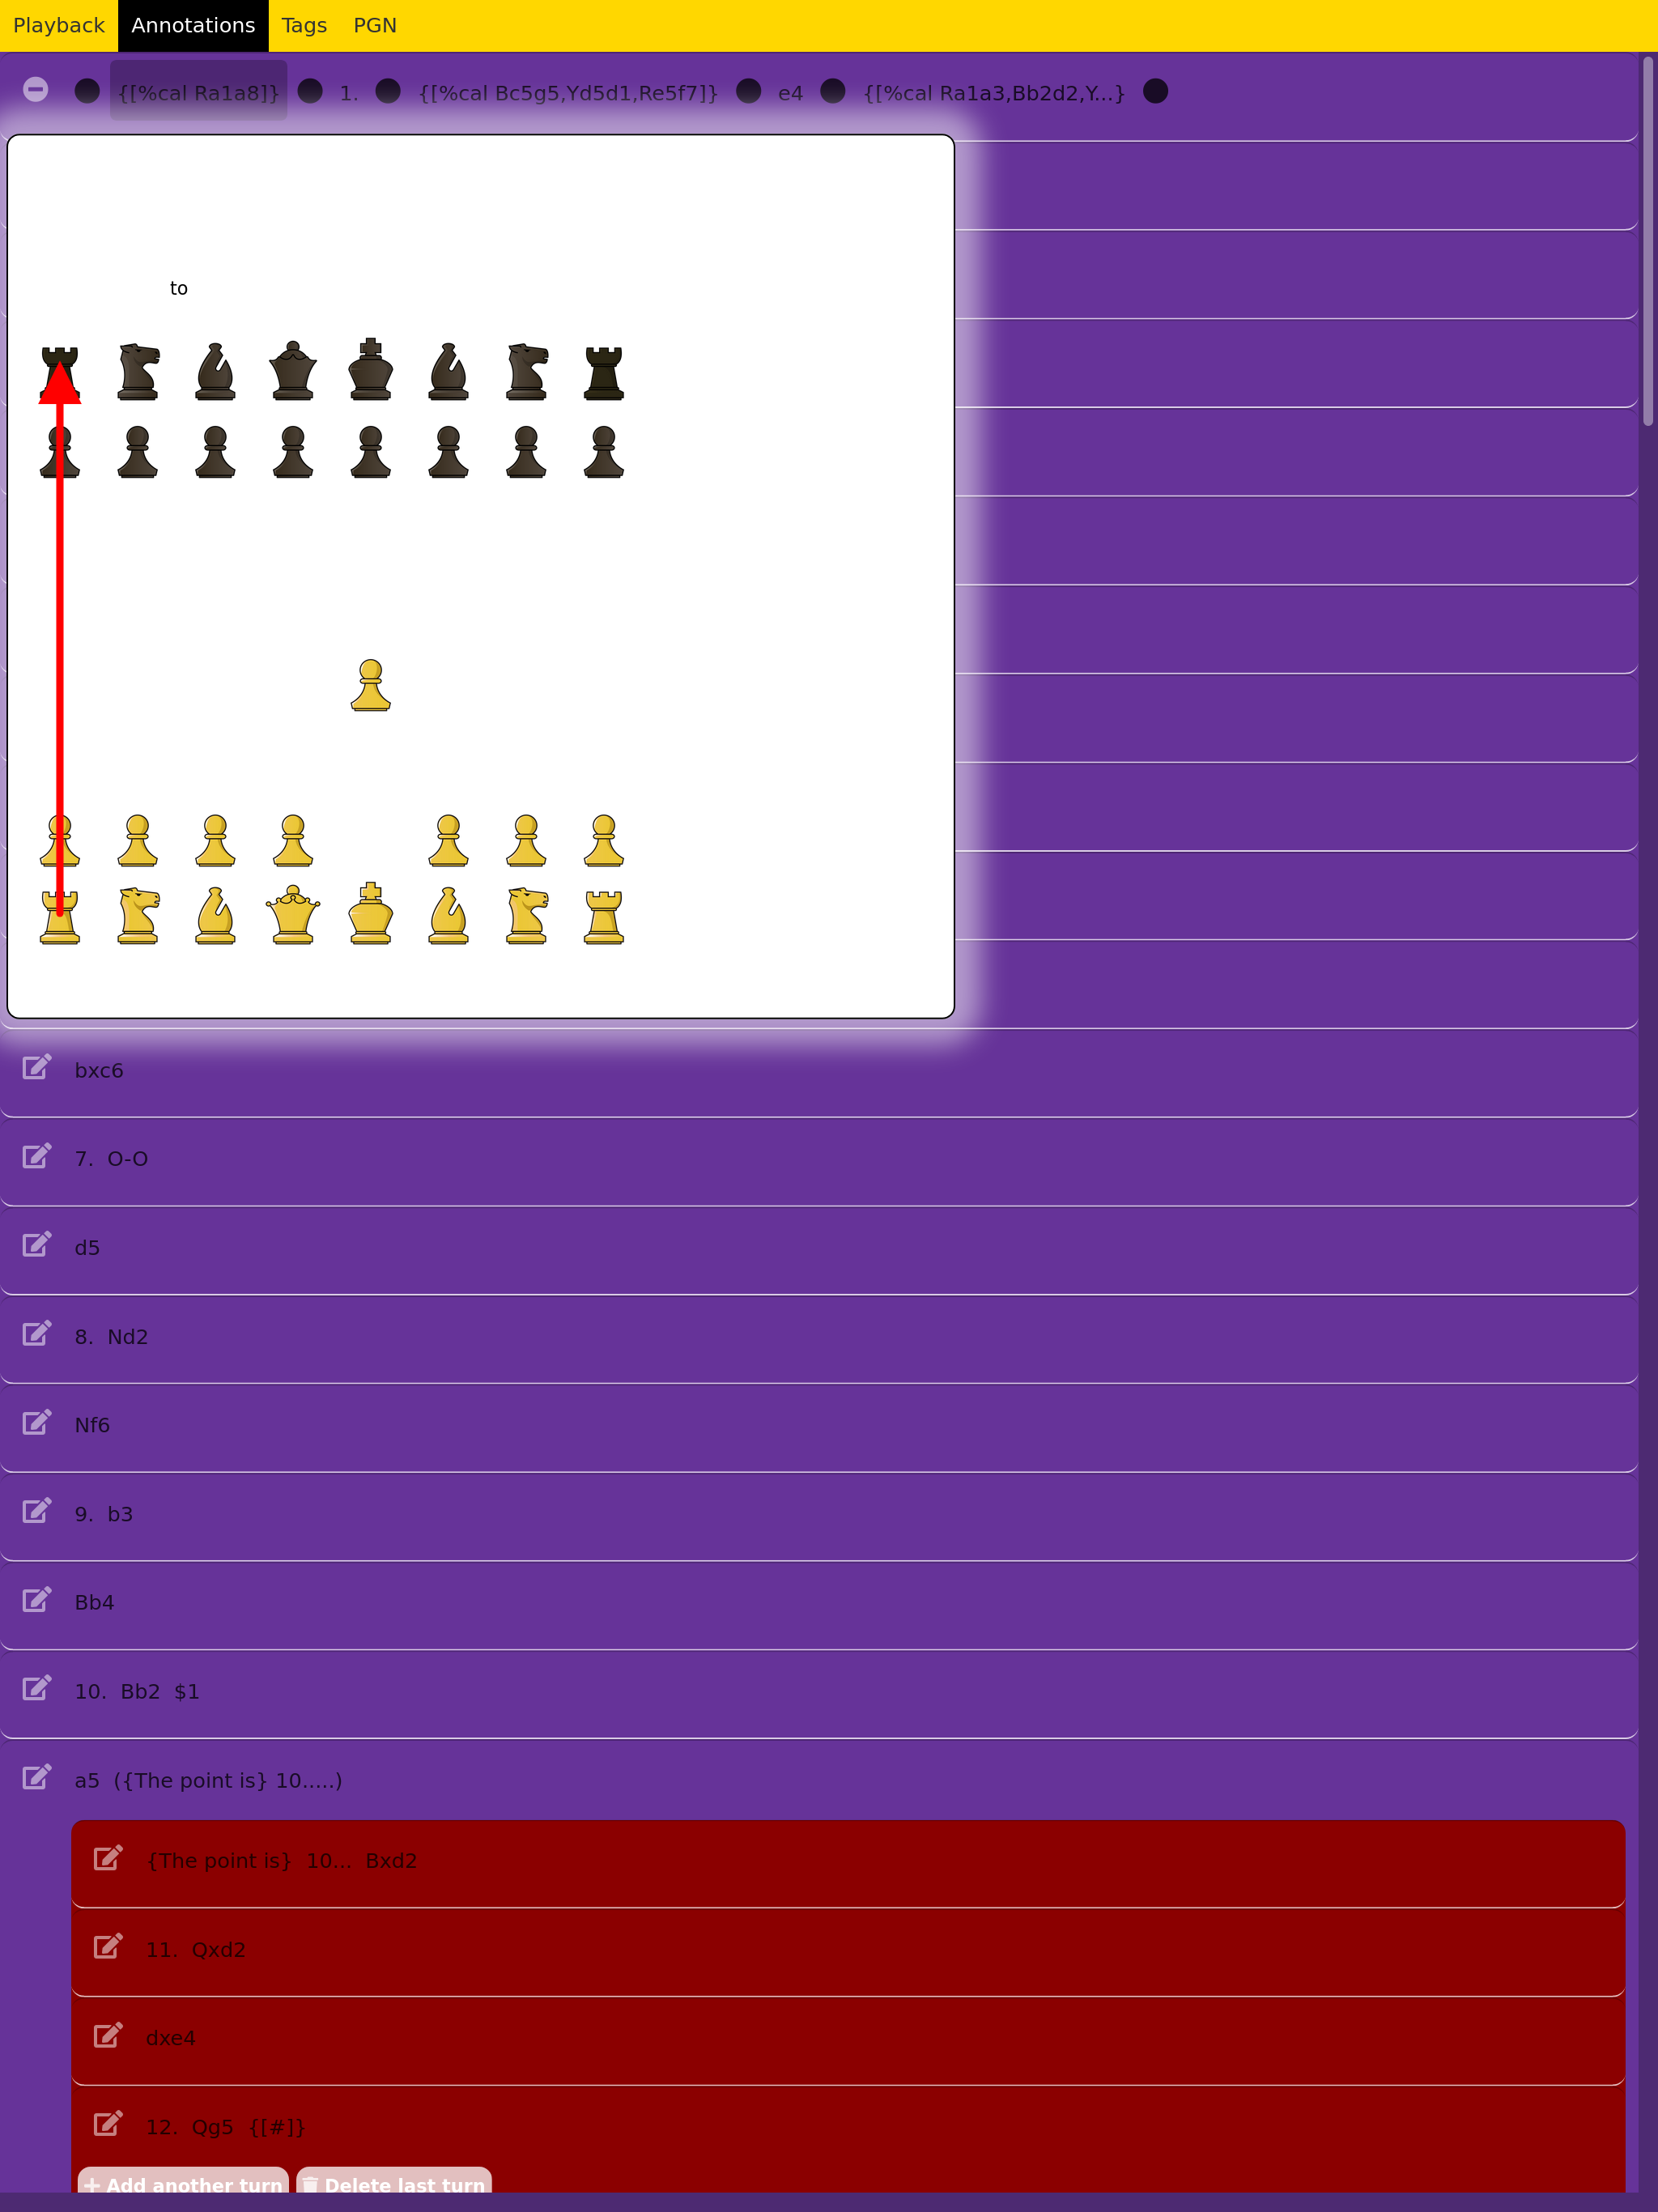 Playback Annotations Tags PGN
{[%cal Ra1a8]} 1. {[%cal Bc5g5,Yd5d1,Re5f7]} e4 {[%cal Ra1a3,Bb2d2,Y...}
to
bxc6
7. O-O
d5
8. Nd2
Nf6
9. b3
Bb4
10. Bb2 $1
a5 ({The point is} 10.....)
{The point is} 10... Bxd2
11. Qxd2
dxe4
12. Qg5 {[#]}
Add another turn Delete last turn